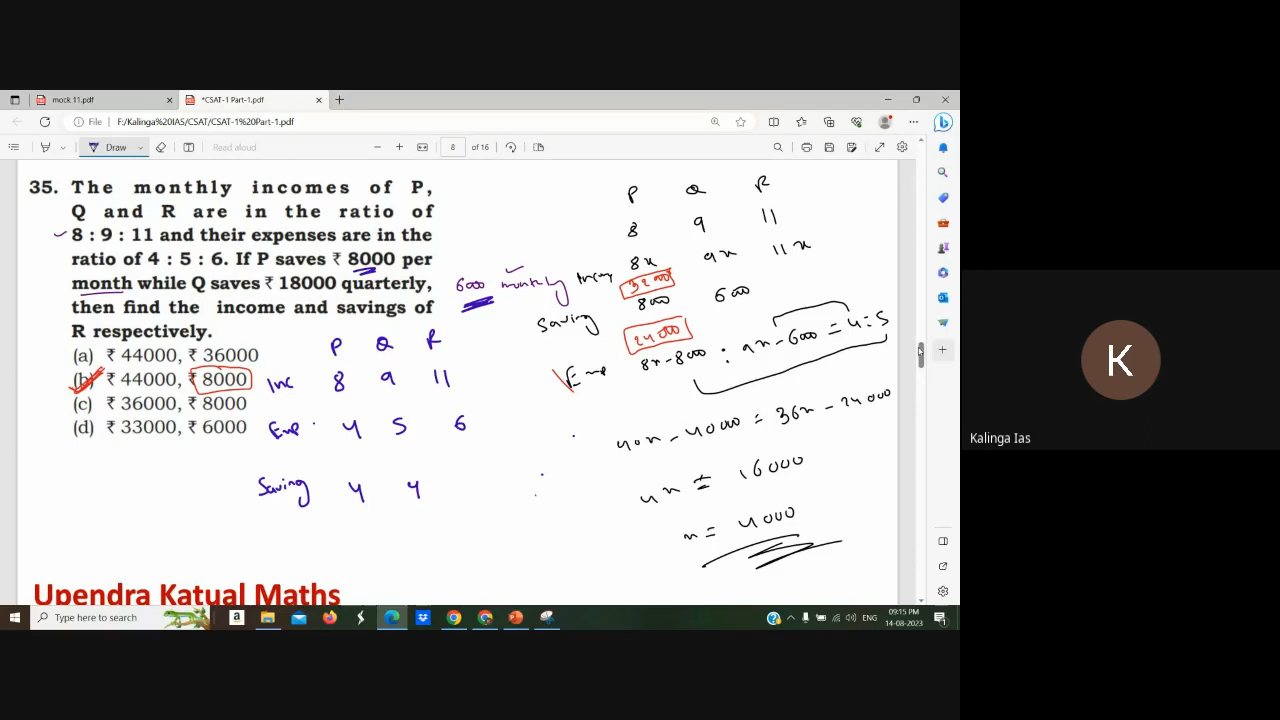 mock 11.pdf
*CSAT-1 Part-1.pdf
File
F:/Kalinga%20IAS/CSAT/CSAT-1%20Part-1.pdf
Draw
Read aloud
8
of 16
35. The monthly incomes of P,
Q and R are in the ratio of
8 : 9 : 11 and their expenses are in the
ratio of 4 : 5 : 6. If P saves ₹ 8000 per
month while Q saves ₹ 18000 quarterly,
then find the income and savings of
R respectively.
(a) ₹ 44000, ₹ 36000
(b) ₹ 44000, ₹ 8000
(c) ₹ 36000, ₹ 8000
(d) ₹ 33000, ₹ 6000
6000 monthly
P Q R
Inc 8 9 11
Exp 4 5 6
Saving 4 4
P Q R
8 9 11
8x 9x 11x
32000
Saving 800 600
24000
Exp 8x-8000 : 9x-6000 = 4:5
40x - 4000 = 36x - 24000
4x = 16000
x = 4000
Upendra Katual Maths
Kalinga Ias
K
Type here to search
ENG
09:15 PM
14-08-2023